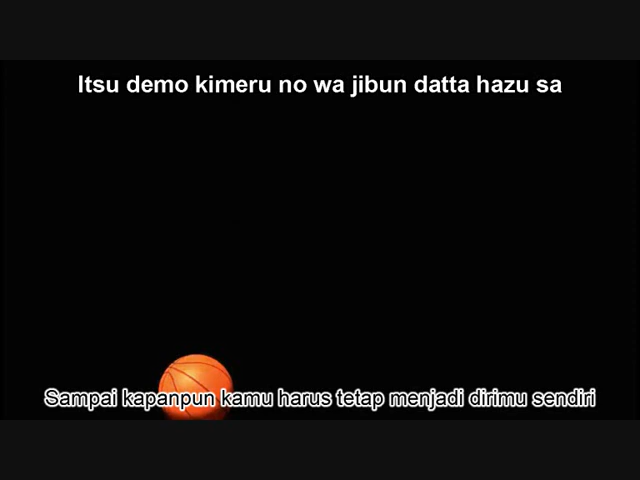 Itsu demo kimeru no wa jibun datta hazu sa
Sampai kapanpun kamu harus tetap menjadi dirimu sendiri